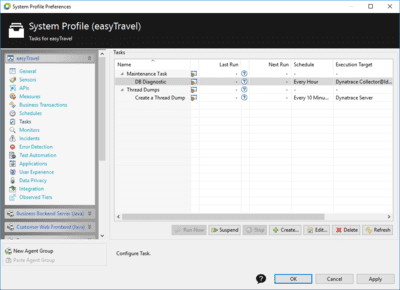 System Profile Preferences
System Profile (easyTravel)
Tasks for easyTravel
easyTravel
General
Sensors
APIs
Measures
Business Transactions
Schedules
Tasks
Monitors
Incidents
Error Detection
Test Automation
Applications
User Experience
Data Privacy
Integration
Observed Tiers
Business Backend Server (Java)
Customer Web Frontend (Java)
New Agent Group
Paste Agent Group
Tasks
Name Last Run Next Run Schedule Execution Target
Maintenance Task - - - -
DB Diagnostic - - Every Hour Dynatrace Collector@ld...
Thread Dumps - - - -
Create a Thread Dump - - Every 10 Minu... Dynatrace Server
Run Now Suspend Stop Create... Edit... Delete Refresh
Configure Task.
OK Cancel Apply